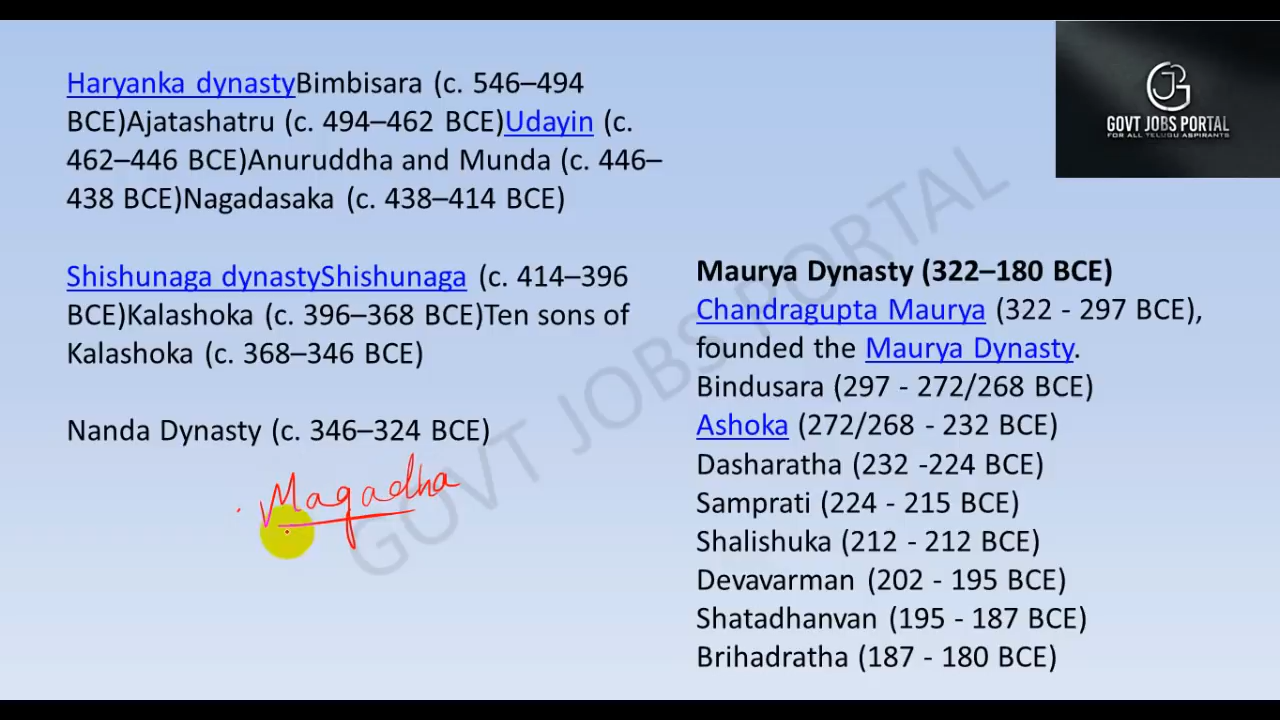 Haryanka dynastyBimbisara (c. 546–494
BCE)Ajatashatru (c. 494–462 BCE)Udayin (c.
462–446 BCE)Anuruddha and Munda (c. 446–
438 BCE)Nagadasaka (c. 438–414 BCE)
Shishunaga dynastyShishunaga (c. 414–396
BCE)Kalashoka (c. 396–368 BCE)Ten sons of
Kalashoka (c. 368–346 BCE)
Nanda Dynasty (c. 346–324 BCE)
Magadha
GOVT JOBS PORTAL
FOR ALL TELUGU ASPIRANTS
Maurya Dynasty (322–180 BCE)
Chandragupta Maurya (322 - 297 BCE),
founded the Maurya Dynasty.
Bindusara (297 - 272/268 BCE)
Ashoka (272/268 - 232 BCE)
Dasharatha (232 -224 BCE)
Samprati (224 - 215 BCE)
Shalishuka (212 - 212 BCE)
Devavarman (202 - 195 BCE)
Shatadhanvan (195 - 187 BCE)
Brihadratha (187 - 180 BCE)
GOVT JOBS PORTAL